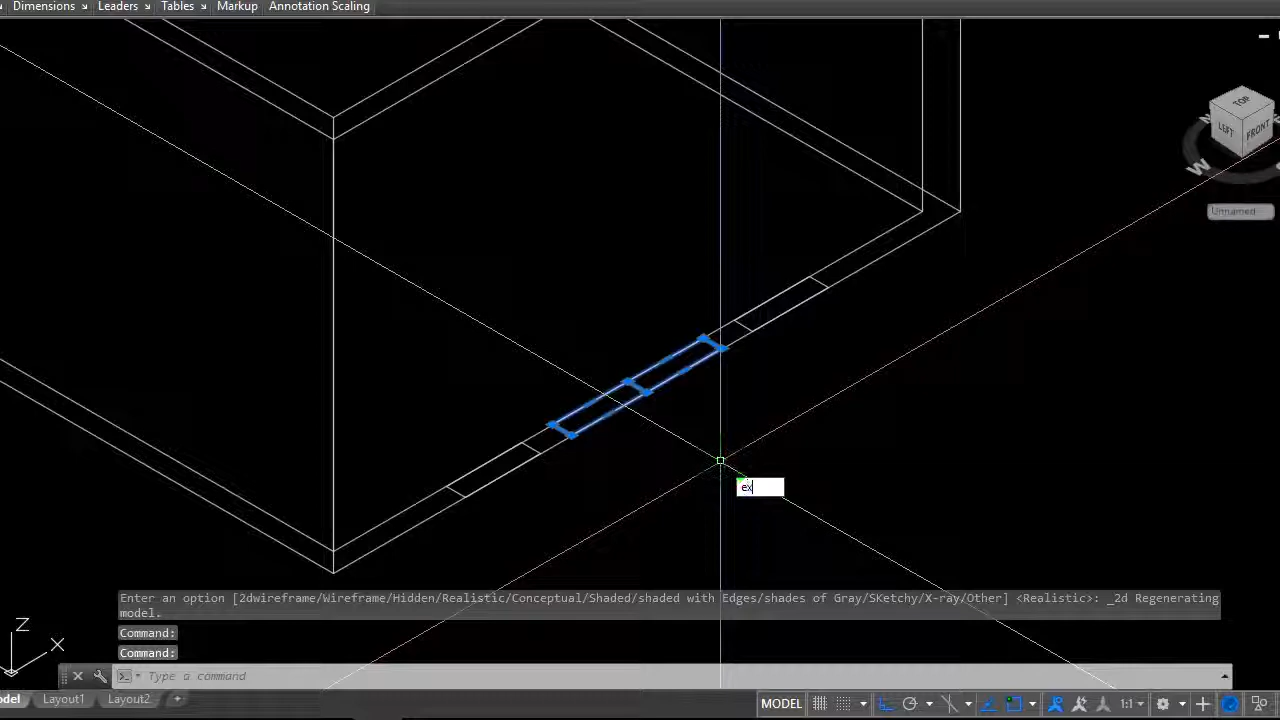 Dimensions Leaders Tables Markup Annotation Scaling
TOP
LEFT FRONT
W
Unnamed
ex
Enter an option [2dwireframe/Wireframe/Hidden/Realistic/Conceptual/Shaded/shaded with Edges/shades of Gray/SKetchy/X-ray/Other] <Realistic>: _2d Regenerating
model.
Command:
Command:
Z
X
Type a command
odel Layout1 Layout2 +
MODEL 1:1